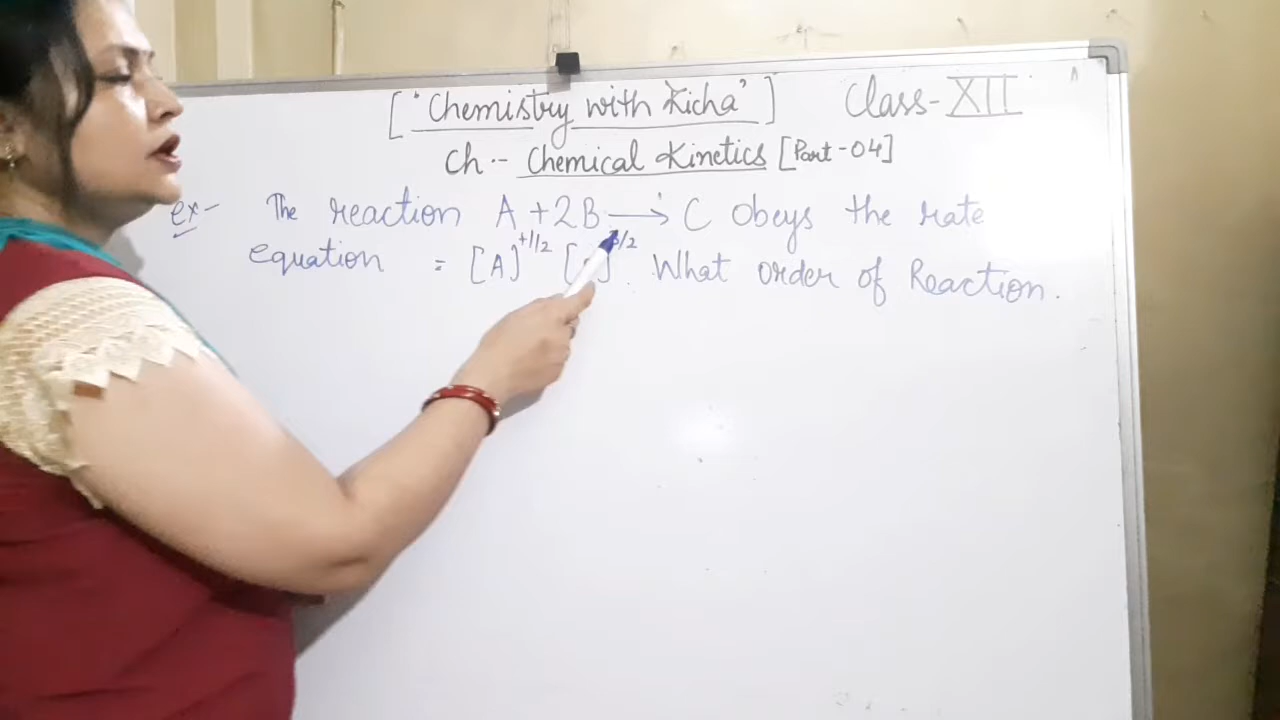 ['Chemistry with Richa'] Class-XII
Ch:- Chemical Kinetics [Part-04]
ex- The reaction A + 2B → C obeys the rate
equation = [A]^+1/2 [ ]^3/2. What order of Reaction.